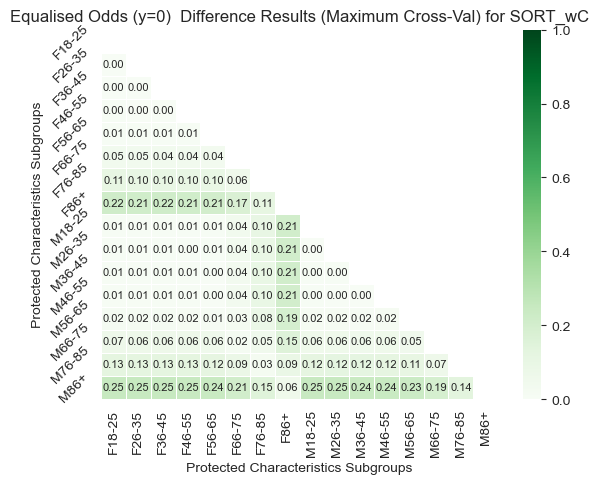 Equalised Odds (y=0)  Difference Results (Maximum Cross-Val) for SORT_wC
Protected Characteristics Subgroups
F18-25
F26-35 0.00
F36-45 0.00 0.00
F46-55 0.00 0.00 0.00
F56-65 0.01 0.01 0.01 0.01
F66-75 0.05 0.05 0.04 0.04 0.04
F76-85 0.11 0.10 0.10 0.10 0.10 0.06
F86+ 0.22 0.21 0.22 0.21 0.21 0.17 0.11
M18-25 0.01 0.01 0.01 0.01 0.01 0.04 0.10 0.21
M26-35 0.01 0.01 0.01 0.00 0.01 0.04 0.10 0.21 0.00
M36-45 0.01 0.01 0.01 0.01 0.00 0.04 0.10 0.21 0.00 0.00
M46-55 0.01 0.01 0.01 0.01 0.00 0.04 0.10 0.21 0.00 0.00 0.00
M56-65 0.02 0.02 0.02 0.02 0.01 0.03 0.08 0.19 0.02 0.02 0.02 0.02
M66-75 0.07 0.06 0.06 0.06 0.06 0.02 0.05 0.15 0.06 0.06 0.06 0.06 0.05
M76-85 0.13 0.13 0.13 0.13 0.12 0.09 0.03 0.09 0.12 0.12 0.12 0.12 0.11 0.07
M86+ 0.25 0.25 0.25 0.25 0.24 0.21 0.15 0.06 0.25 0.25 0.24 0.24 0.23 0.19 0.14
F18-25 F26-35 F36-45 F46-55 F56-65 F66-75 F76-85 F86+ M18-25 M26-35 M36-45 M46-55 M56-65 M66-75 M76-85 M86+
Protected Characteristics Subgroups
1.0
0.8
0.6
0.4
0.2
0.0